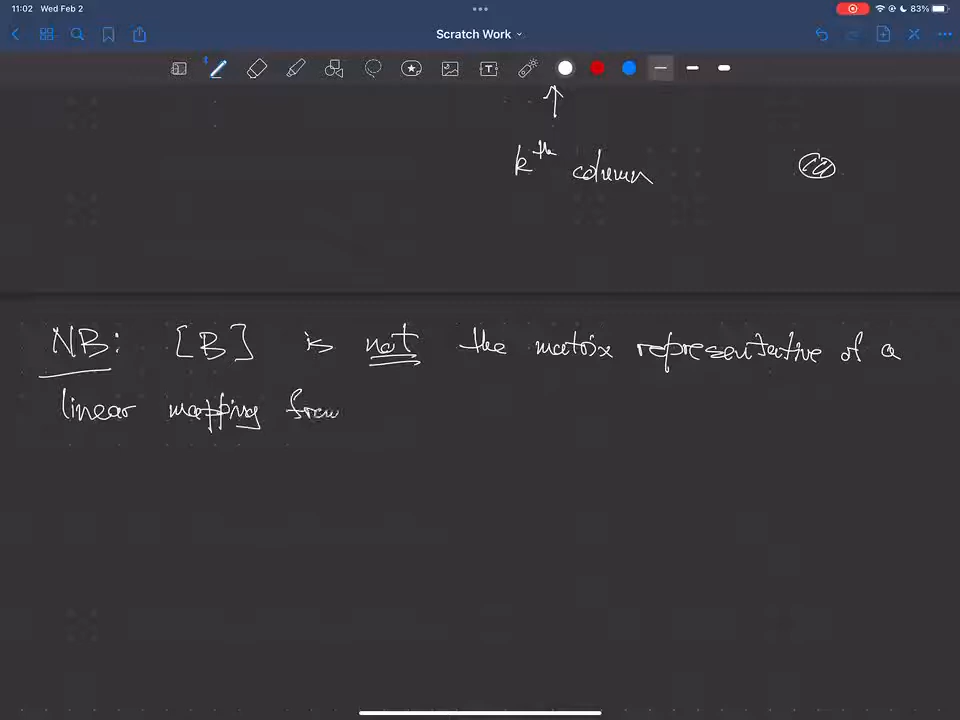 11:02 Wed Feb 2
83%
Scratch Work
T
kth column
NB: [B] is not the matrix representative of a
linear mapping from